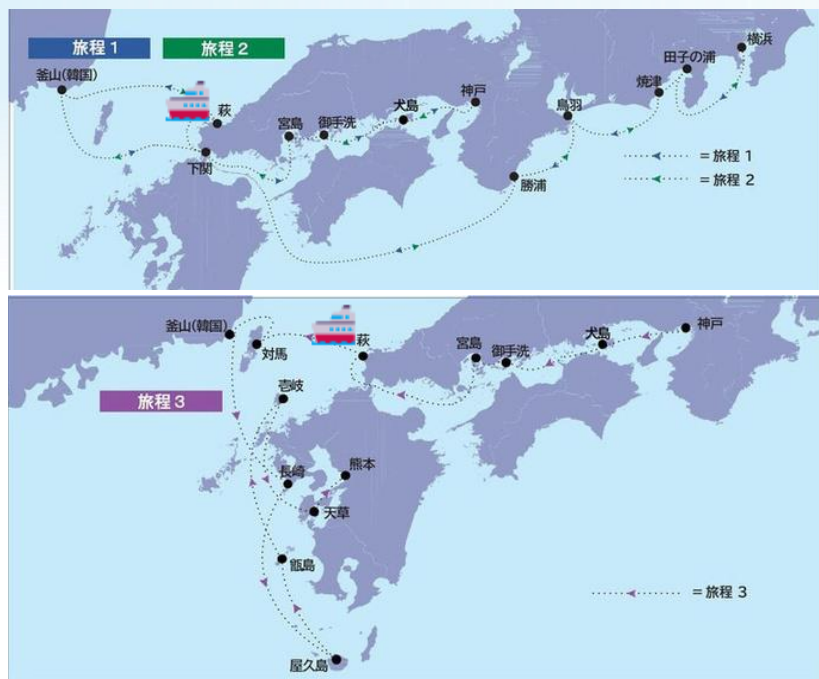 旅程1
旅程2
横浜
田子の浦
釜山(韓国)
焼津
神戸
鳥羽
犬島
萩
宮島
御手洗
下関
勝浦
=旅程 1
=旅程 2
釜山(韓国)
神戸
萩
宮島
犬島
対馬
御手洗
壱岐
旅程3
長崎
熊本
天草
甑島
=旅程 3
屋久島